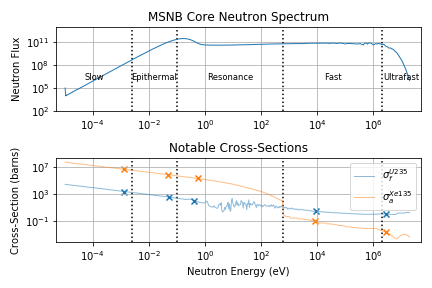 MSNB Core Neutron Spectrum
Neutron Flux
10^11
10^8
10^5
10^2
Slow
Epithermal
Resonance
Fast
Ultrafast
10^-4
10^-2
10^0
10^2
10^4
10^6
Notable Cross-Sections
Cross-Section (barns)
10^7
10^3
10^-1
σ_f^U235
σ_a^Xe135
10^-4
10^-2
10^0
10^2
10^4
10^6
Neutron Energy (eV)